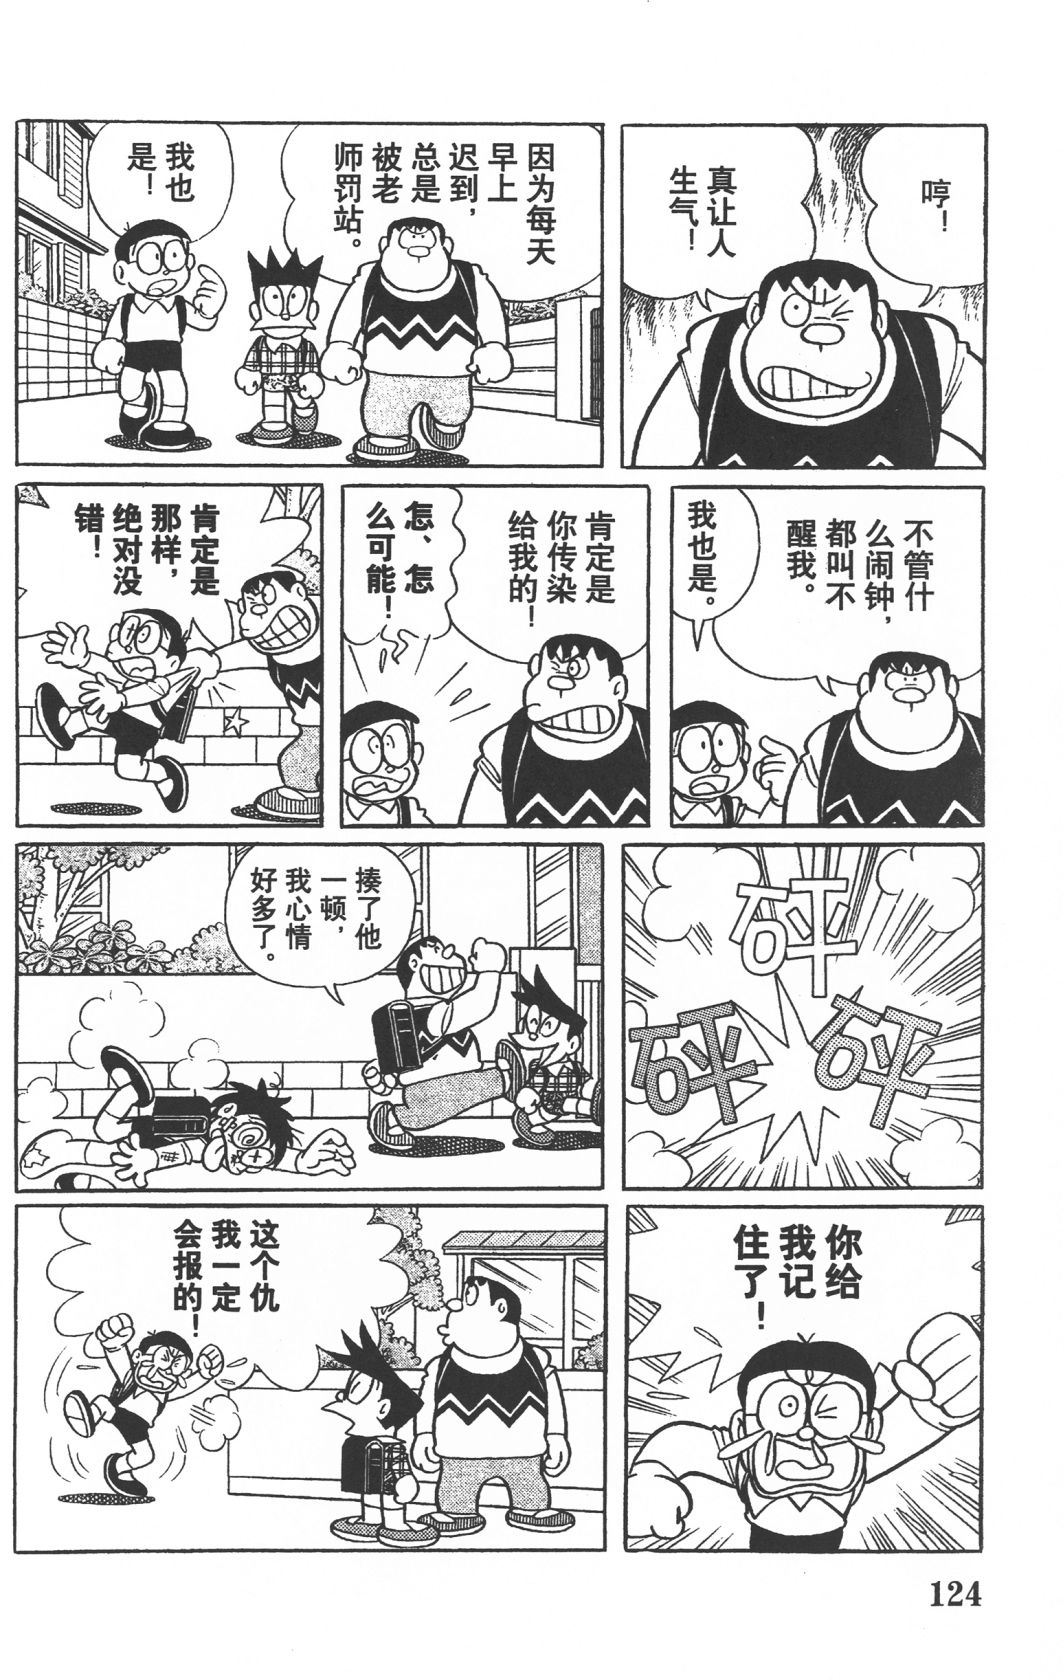 哼！
真让人
生气！
因为每天
早上
迟到，
总是
被老
师罚站。
我也
是！
不管什
么闹钟，
都叫不
醒我。
我也是。
肯定是
你传染
给我的！
怎、怎
么可能！
肯定是
那样，
绝对没
错！
砰
砰
砰
揍了他
一顿，
我心情
好多了。
你给
我记
住了！
这个仇
我一定
会报的！
124